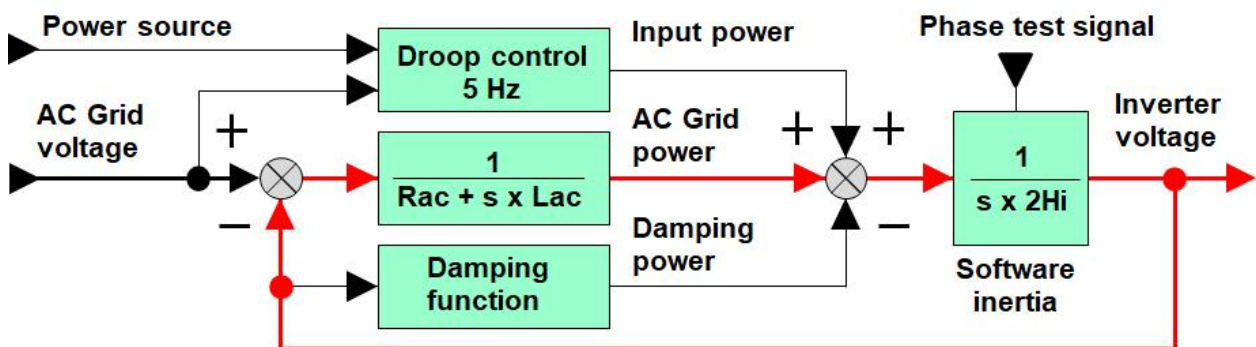 Power source
Droop control
5 Hz
Input power
Phase test signal
AC Grid
voltage
+
−
1
Rac + s x Lac
AC Grid
power
+
+
−
1
s x 2Hi
Inverter
voltage
Damping
function
Damping
power
Software
inertia